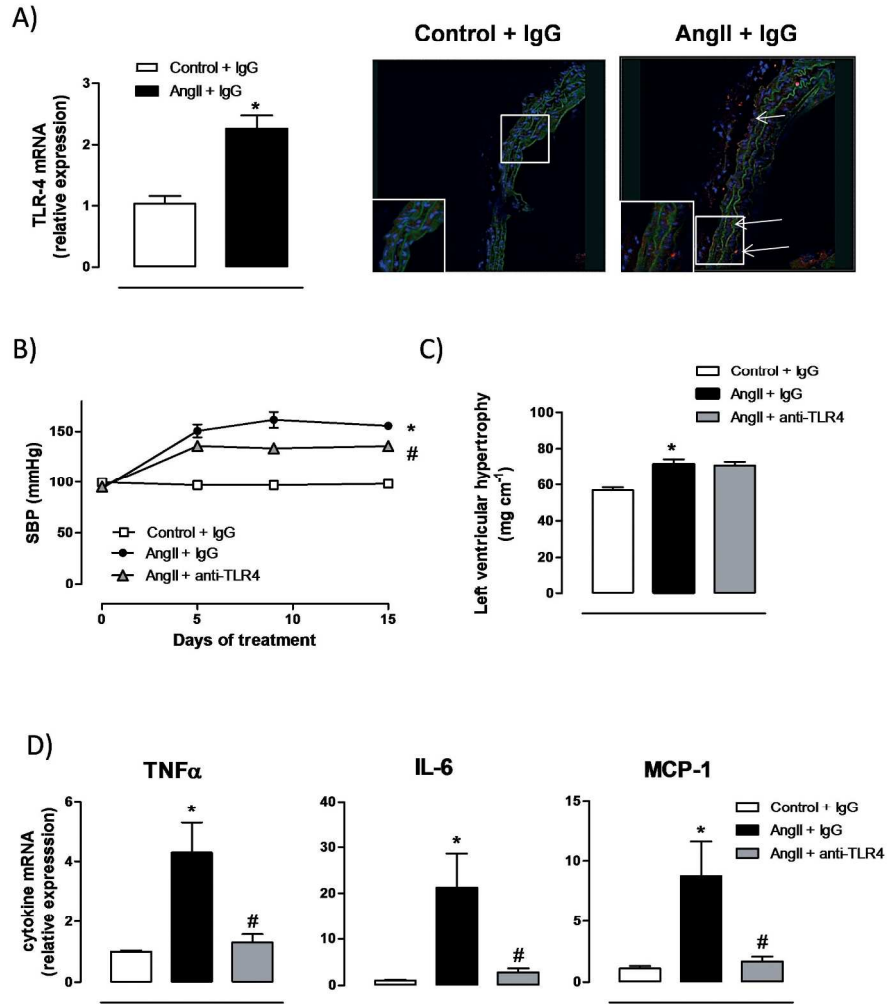 A)
Control + IgG
AngII + IgG
*
3
2
1
0
TLR-4 mRNA
(relative expression)
Control + IgG
AngII + IgG
B)
150
100
50
0
SBP (mmHg)
*
#
Control + IgG
AngII + IgG
AngII + anti-TLR4
0
5
10
15
Days of treatment
C)
Control + IgG
AngII + IgG
AngII + anti-TLR4
100
80
60
40
20
0
Left ventricular hypertrophy
(mg cm-1)
*
D)
TNFα
6
4
2
0
cytokine mRNA
(relative expresssion)
*
#
IL-6
40
30
20
10
0
*
#
MCP-1
15
10
5
0
*
#
Control + IgG
AngII + IgG
AngII + anti-TLR4